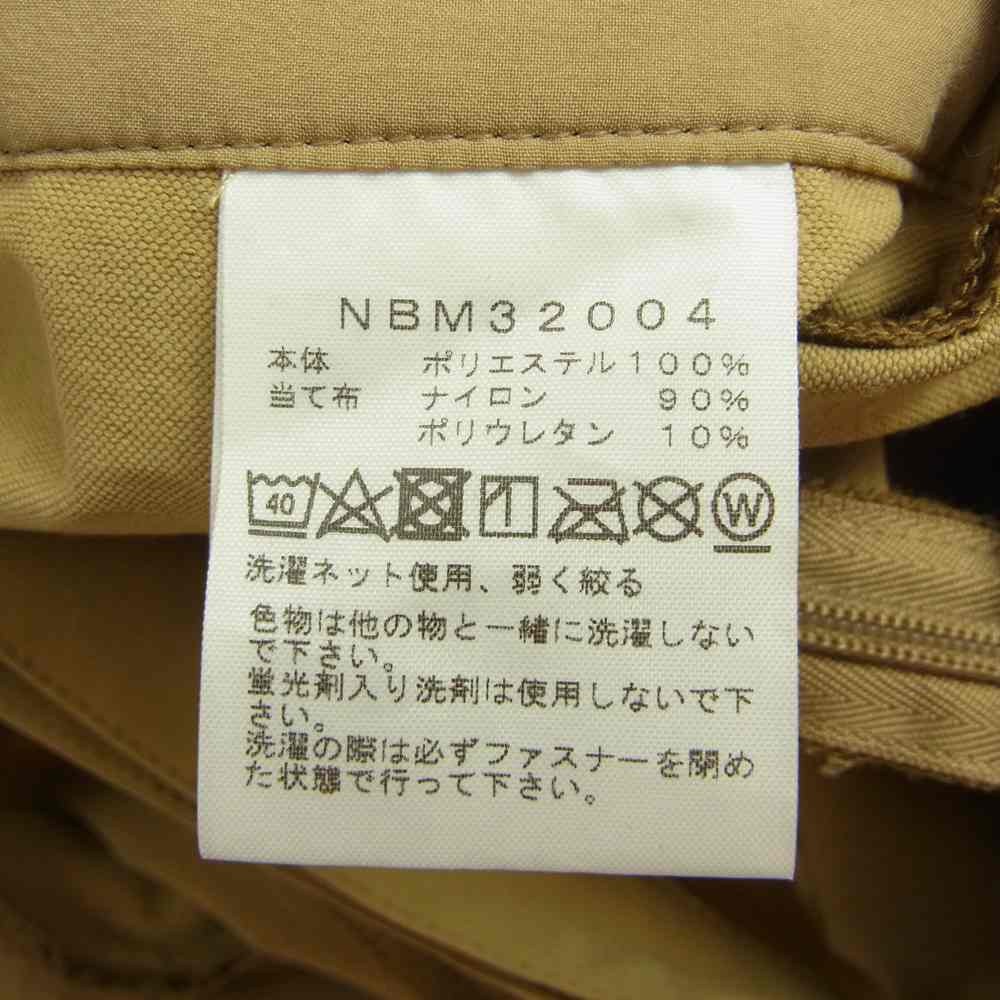 NBM32004
本体 ポリエステル100%
当て布 ナイロン 90%
ポリウレタン 10%
40 W
洗濯ネット使用、弱く絞る
色物は他の物と一緒に洗濯しない
で下さい。
蛍光剤入り洗剤は使用しないで下
さい。
洗濯の際は必ずファスナーを閉め
た状態で行って下さい。